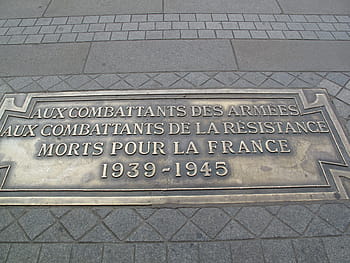 AUX COMBATTANTS DES ARMÉES
AUX COMBATTANTS DE LA RÉSISTANCE
MORTS POUR LA FRANCE
1939-1945